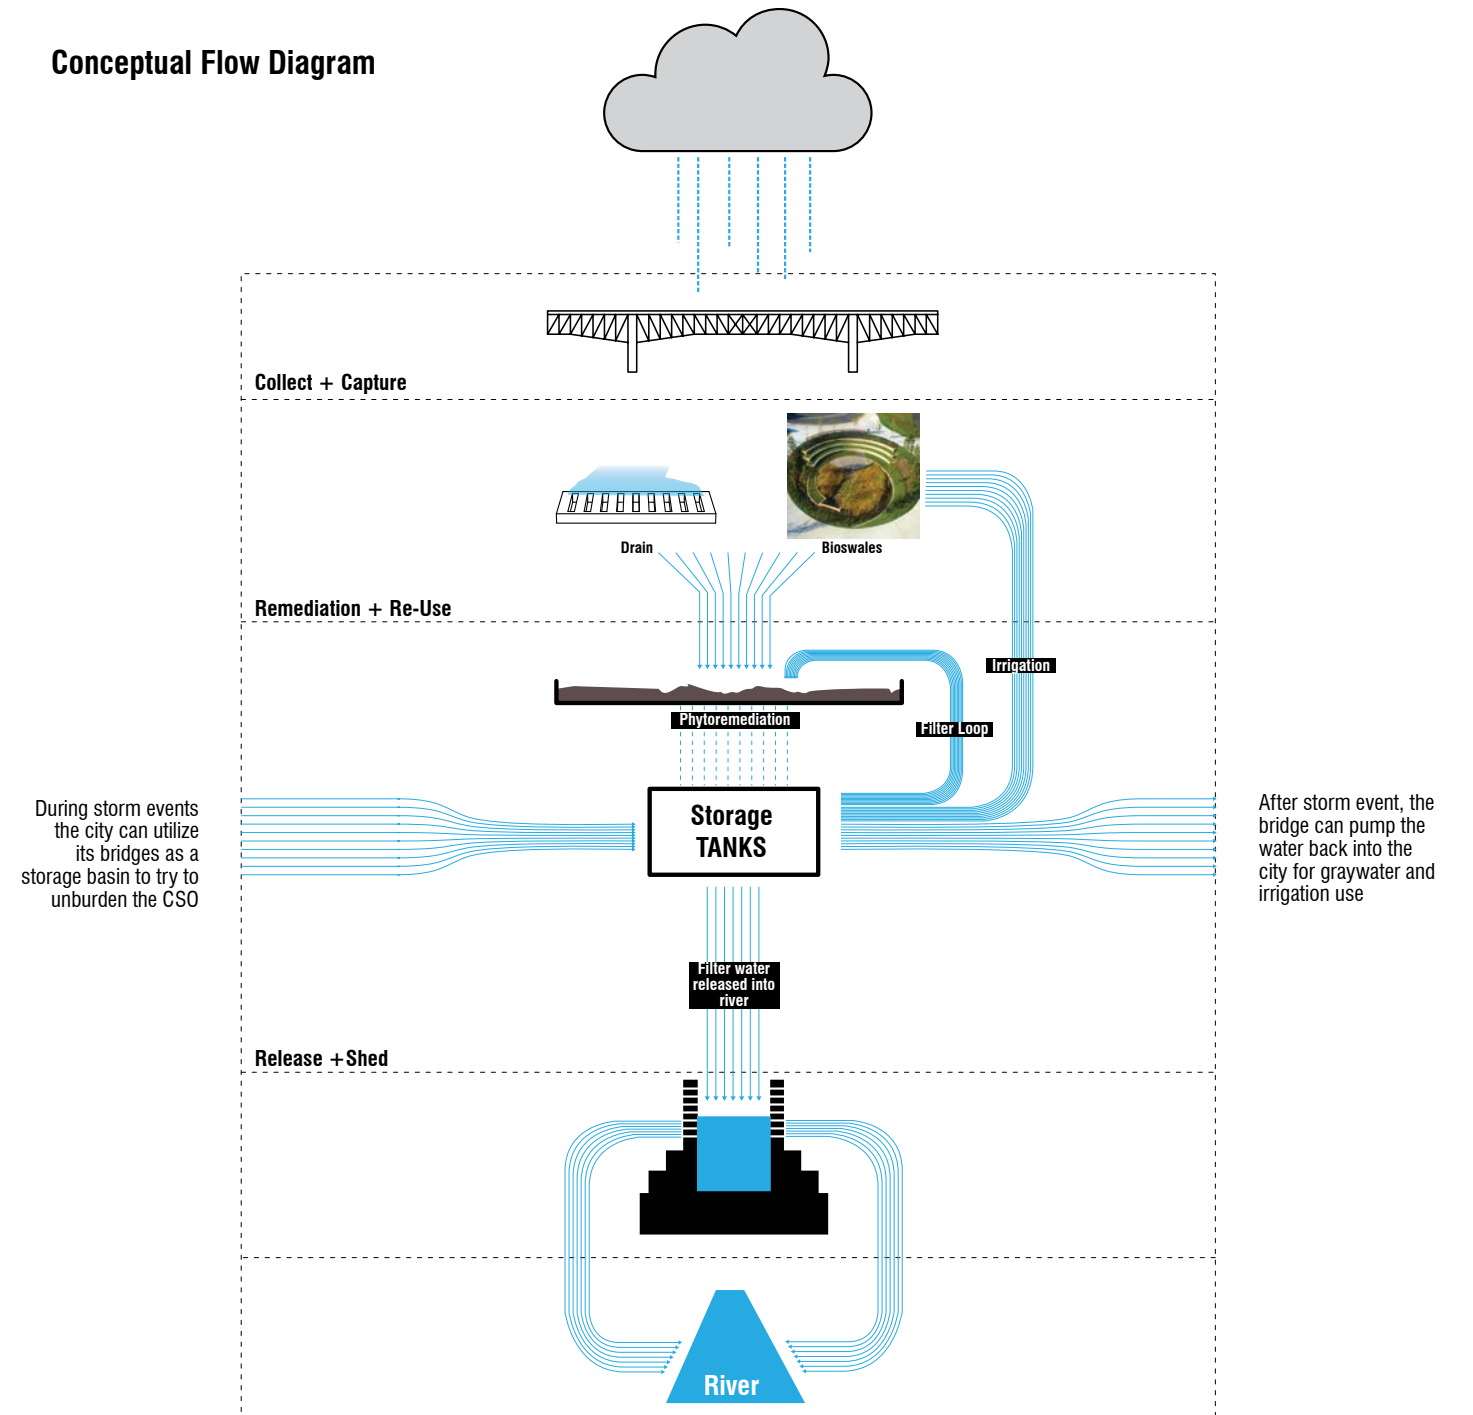 Conceptual Flow Diagram
Collect + Capture
Drain
Bioswales
Remediation + Re-Use
Irrigation
Phytoremediation
Filter Loop
Storage
TANKS
During storm events
the city can utilize
its bridges as a
storage basin to try to
unburden the CSO
After storm event, the
bridge can pump the
water back into the
city for graywater and
irrigation use
Filter water
released into
river
Release +Shed
River